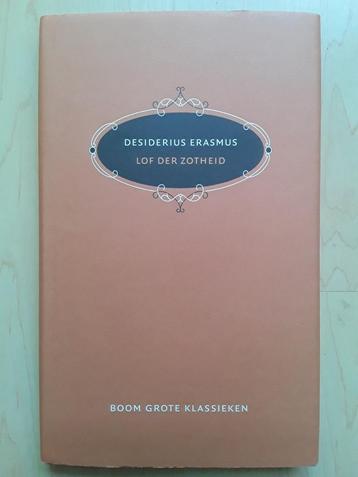 DESIDERIUS ERASMUS
LOF DER ZOTHEID
BOOM GROTE KLASSIEKEN